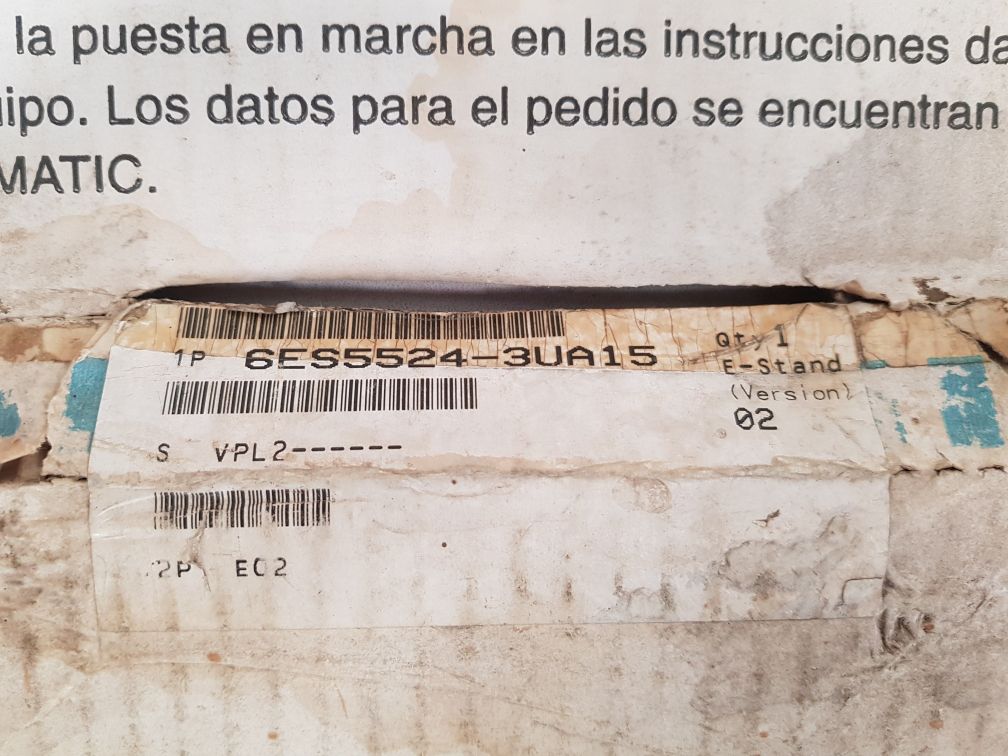 la puesta en marcha en las instrucciones da
uipo. Los datos para el pedido se encuentran
MATIC.
Qty 1
1P 6ES5524-3UA15
E-Stand
(Version)
02
S VPL2------
2P E02